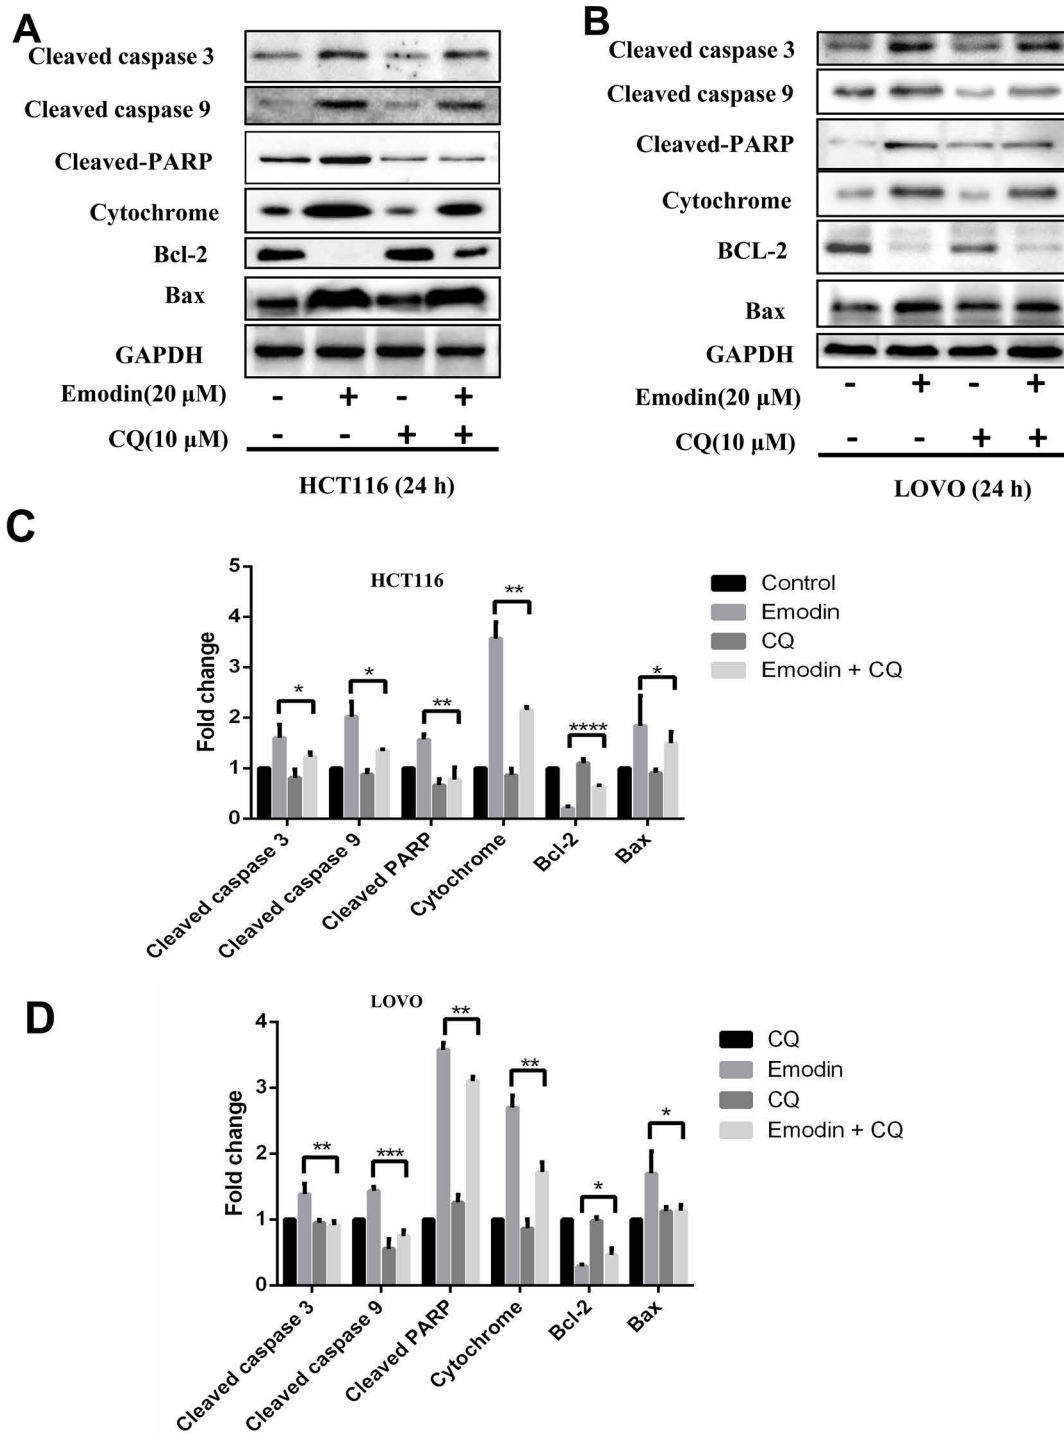 A
Cleaved caspase 3
Cleaved caspase 9
Cleaved-PARP
Cytochrome
Bcl-2
Bax
GAPDH
Emodin(20 μM) - + - +
CQ(10 μM) - - + +
HCT116 (24 h)
B
Cleaved caspase 3
Cleaved caspase 9
Cleaved-PARP
Cytochrome
BCL-2
Bax
GAPDH
Emodin(20 μM) - + - +
CQ(10 μM) - - + +
LOVO (24 h)
C
HCT116
Fold change
5
4
3
2
1
0
* * ** ** **** *
Cleaved caspase 3
Cleaved caspase 9
Cleaved PARP
Cytochrome
Bcl-2
Bax
Control
Emodin
CQ
Emodin + CQ
D
LOVO
Fold change
4
3
2
1
0
** *** ** ** * *
Cleaved caspase 3
Cleaved caspase 9
Cleaved PARP
Cytochrome
Bcl-2
Bax
CQ
Emodin
CQ
Emodin + CQ